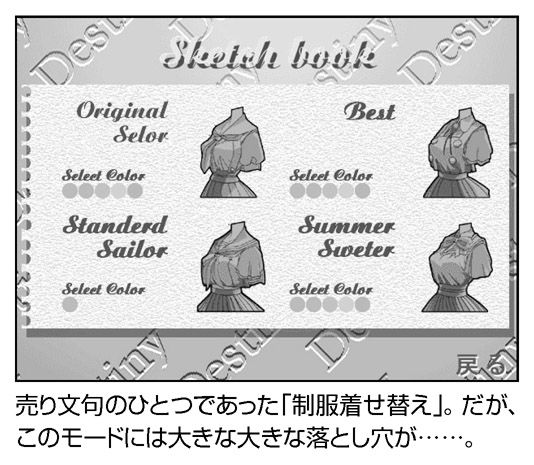 Sketch book
Original
Selor
Select Color
Best
Select Color
Standerd
Sailor
Select Color
Summer
Sweter
Select Color
Destiny
Destiny
Destiny
Destiny
Destiny
Destiny
戻る
売り文句のひとつであった「制服着せ替え」。だが、
このモードには大きな大きな落とし穴が……。